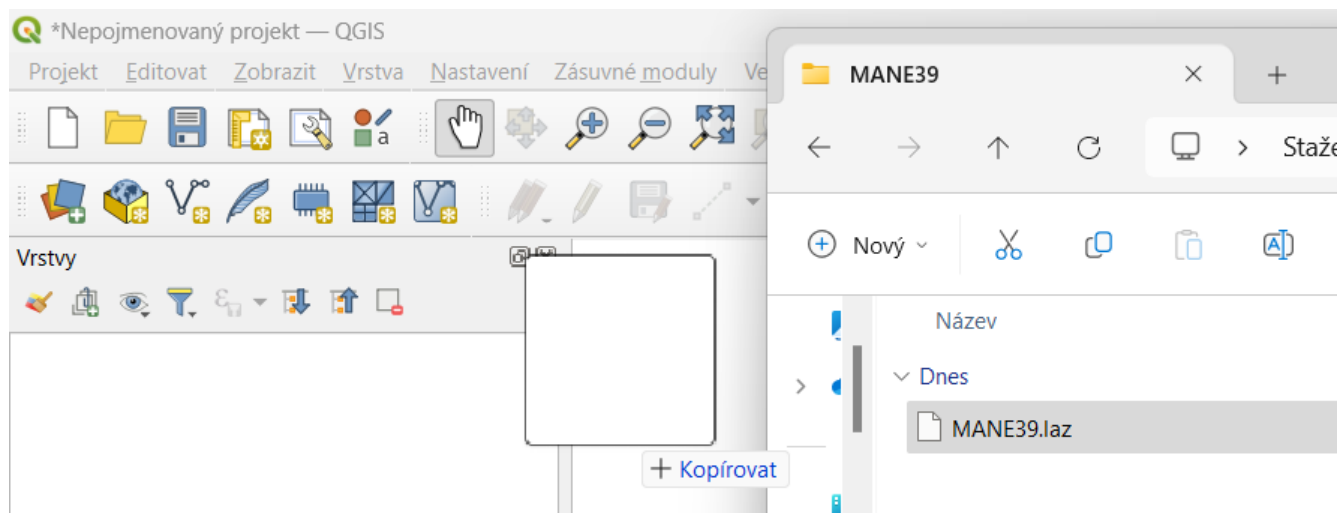 *Nepojmenovaný projekt — QGIS
Projekt Editovat Zobrazit Vrstva Nastavení Zásuvné moduly Ve
a
Vrstvy
ε
+ Kopírovat
MANE39
Staže
Nový
A
Název
Dnes
MANE39.laz